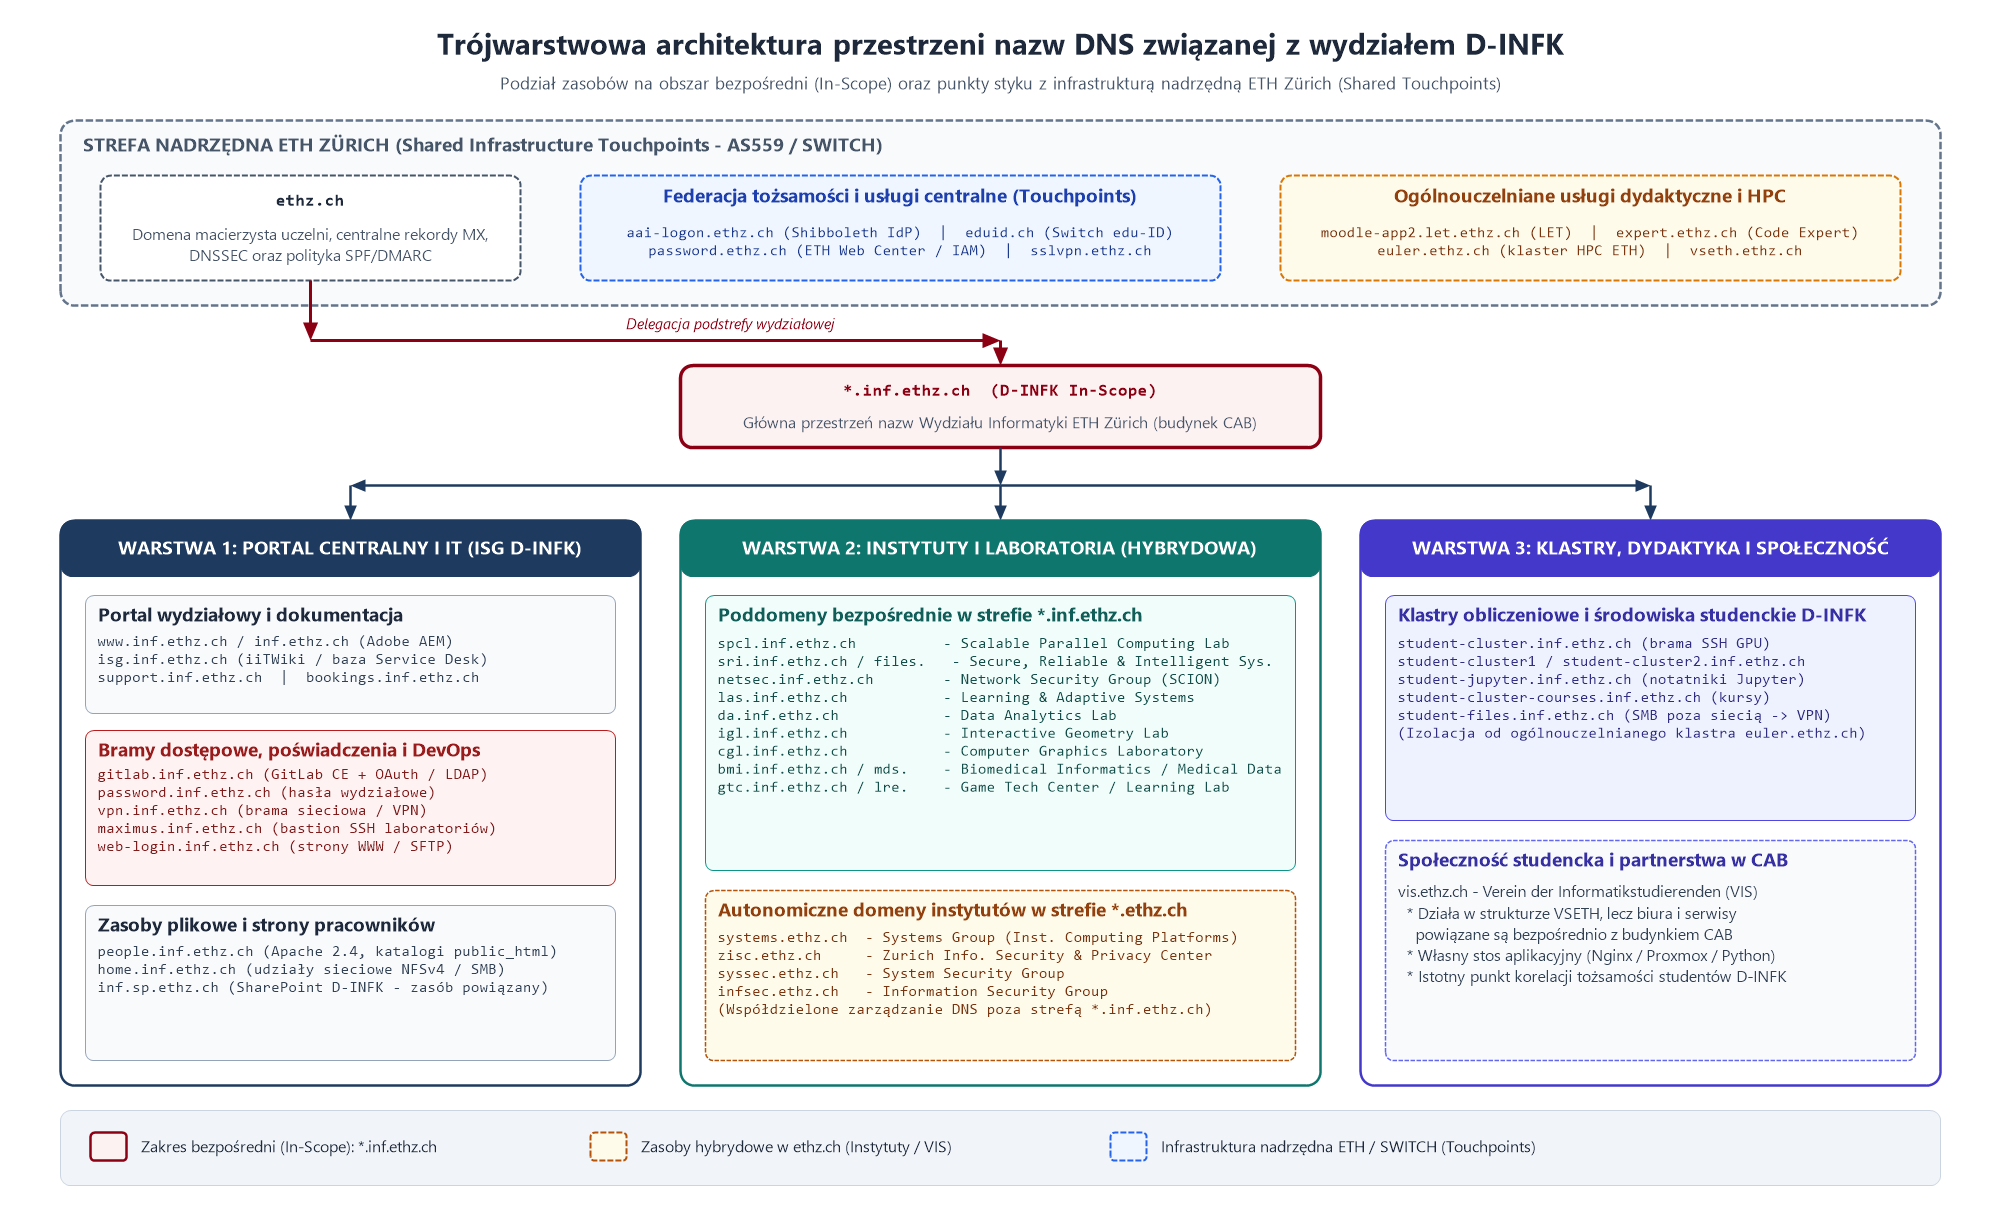 Trójwarstwowa architektura przestrzeni nazw DNS związanej z wydziałem D-INFK
Podział zasobów na obszar bezpośredni (In-Scope) oraz punkty styku z infrastrukturą nadrzędną ETH Zürich (Shared Touchpoints)
STREFA NADRZĘDNA ETH ZÜRICH (Shared Infrastructure Touchpoints - AS559 / SWITCH)
ethz.ch
Domena macierzysta uczelni, centralne rekordy MX,
DNSSEC oraz polityka SPF/DMARC
Federacja tożsamości i usługi centralne (Touchpoints)
aai-logon.ethz.ch (Shibboleth IdP) | eduid.ch (Switch edu-ID)
password.ethz.ch (ETH Web Center / IAM) | sslvpn.ethz.ch
Ogólnouczelniane usługi dydaktyczne i HPC
moodle-app2.let.ethz.ch (LET) | expert.ethz.ch (Code Expert)
euler.ethz.ch (klaster HPC ETH) | vseth.ethz.ch
Delegacja podstrefy wydziałowej
*.inf.ethz.ch (D-INFK In-Scope)
Główna przestrzeń nazw Wydziału Informatyki ETH Zürich (budynek CAB)
WARSTWA 1: PORTAL CENTRALNY I IT (ISG D-INFK)
Portal wydziałowy i dokumentacja
www.inf.ethz.ch / inf.ethz.ch (Adobe AEM)
isg.inf.ethz.ch (iiTWiki / baza Service Desk)
support.inf.ethz.ch | bookings.inf.ethz.ch
Bramy dostępowe, poświadczenia i DevOps
gitlab.inf.ethz.ch (GitLab CE + OAuth / LDAP)
password.inf.ethz.ch (hasła wydziałowe)
vpn.inf.ethz.ch (brama sieciowa / VPN)
maximus.inf.ethz.ch (bastion SSH laboratoriów)
web-login.inf.ethz.ch (strony WWW / SFTP)
Zasoby plikowe i strony pracowników
people.inf.ethz.ch (Apache 2.4, katalogi public_html)
home.inf.ethz.ch (udziały sieciowe NFSv4 / SMB)
inf.sp.ethz.ch (SharePoint D-INFK - zasób powiązany)
WARSTWA 2: INSTYTUTY I LABORATORIA (HYBRYDOWA)
Poddomeny bezpośrednie w strefie *.inf.ethz.ch
spcl.inf.ethz.ch - Scalable Parallel Computing Lab
sri.inf.ethz.ch / files. - Secure, Reliable & Intelligent Sys.
netsec.inf.ethz.ch - Network Security Group (SCION)
las.inf.ethz.ch - Learning & Adaptive Systems
da.inf.ethz.ch - Data Analytics Lab
igl.inf.ethz.ch - Interactive Geometry Lab
cgl.inf.ethz.ch - Computer Graphics Laboratory
bmi.inf.ethz.ch / mds. - Biomedical Informatics / Medical Data
gtc.inf.ethz.ch / lre. - Game Tech Center / Learning Lab
Autonomiczne domeny instytutów w strefie *.ethz.ch
systems.ethz.ch - Systems Group (Inst. Computing Platforms)
zisc.ethz.ch - Zurich Info. Security & Privacy Center
syssec.ethz.ch - System Security Group
infsec.ethz.ch - Information Security Group
(Współdzielone zarządzanie DNS poza strefą *.inf.ethz.ch)
WARSTWA 3: KLASTRY, DYDAKTYKA I SPOŁECZNOŚĆ
Klastry obliczeniowe i środowiska studenckie D-INFK
student-cluster.inf.ethz.ch (brama SSH GPU)
student-cluster1 / student-cluster2.inf.ethz.ch
student-jupyter.inf.ethz.ch (notatniki Jupyter)
student-cluster-courses.inf.ethz.ch (kursy)
student-files.inf.ethz.ch (SMB poza siecią -> VPN)
(Izolacja od ogólnouczelnianego klastra euler.ethz.ch)
Społeczność studencka i partnerstwa w CAB
vis.ethz.ch - Verein der Informatikstudierenden (VIS)
* Działa w strukturze VSETH, lecz biura i serwisy
powiązane są bezpośrednio z budynkiem CAB
* Własny stos aplikacyjny (Nginx / Proxmox / Python)
* Istotny punkt korelacji tożsamości studentów D-INFK
Zakres bezpośredni (In-Scope): *.inf.ethz.ch
Zasoby hybrydowe w ethz.ch (Instytuty / VIS)
Infrastruktura nadrzędna ETH / SWITCH (Touchpoints)